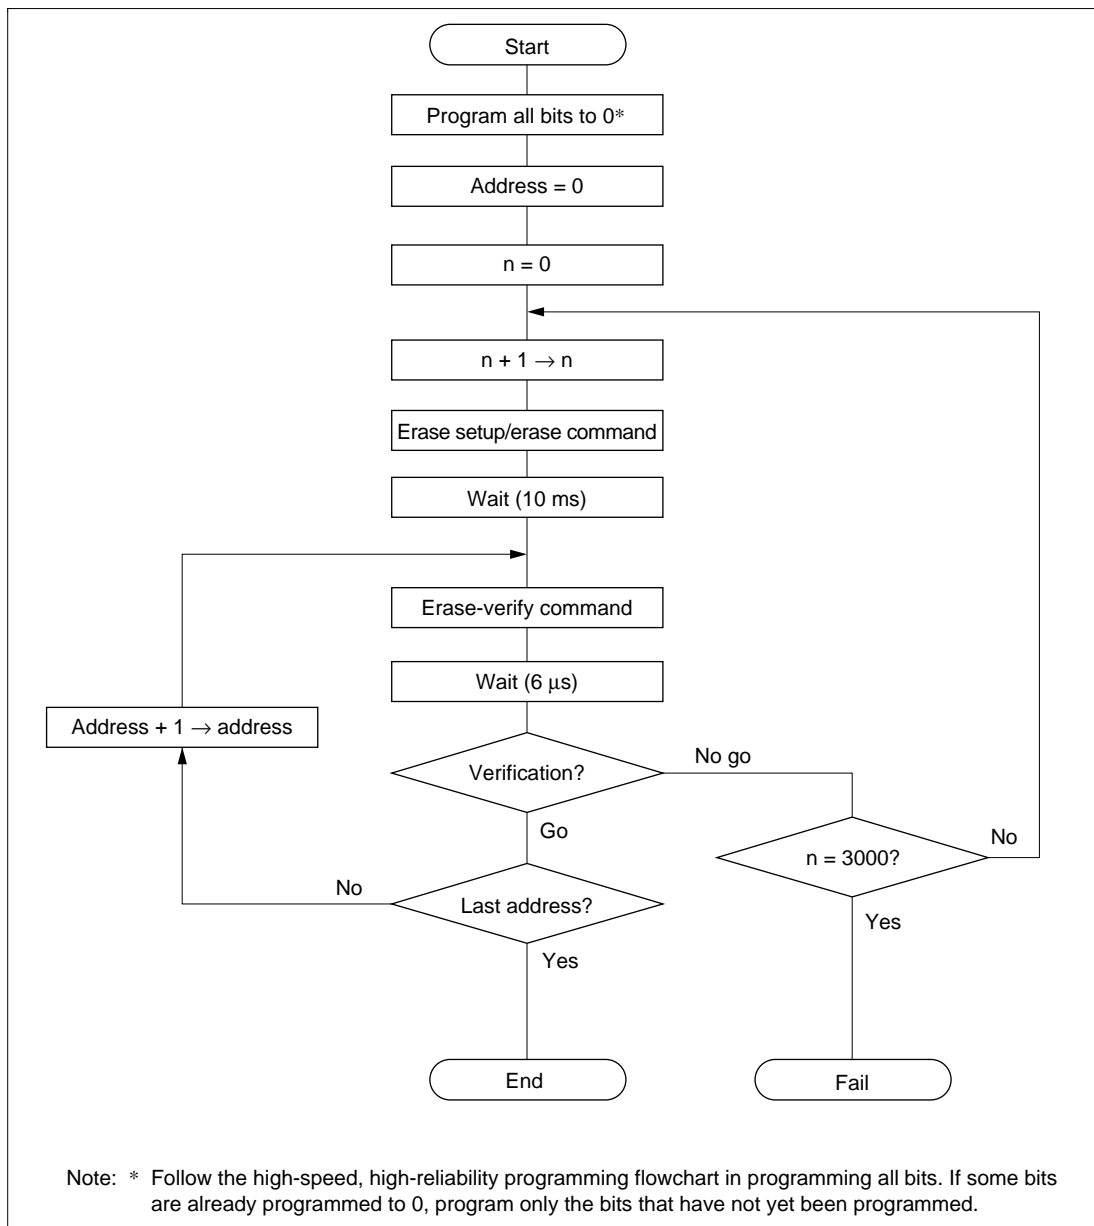 Start
Program all bits to 0*
Address = 0
n = 0
n + 1 → n
Erase setup/erase command
Wait (10 ms)
Erase-verify command
Wait (6 μs)
Address + 1 → address
Verification?
No go
Go
n = 3000?
No
No
Last address?
Yes
Yes
End
Fail
Note: * Follow the high-speed, high-reliability programming flowchart in programming all bits. If some bits
are already programmed to 0, program only the bits that have not yet been programmed.